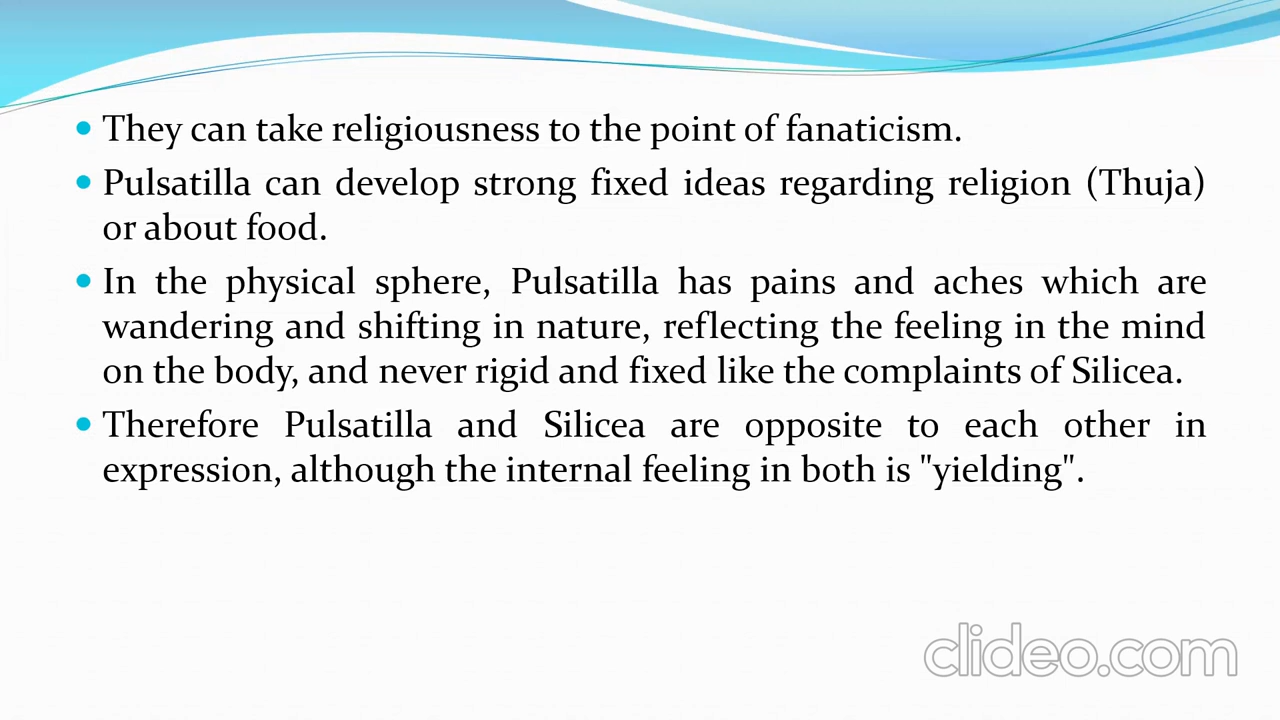 • They can take religiousness to the point of fanaticism.
• Pulsatilla can develop strong fixed ideas regarding religion (Thuja)
or about food.
• In the physical sphere, Pulsatilla has pains and aches which are
wandering and shifting in nature, reflecting the feeling in the mind
on the body, and never rigid and fixed like the complaints of Silicea.
• Therefore Pulsatilla and Silicea are opposite to each other in
expression, although the internal feeling in both is "yielding".
clideo.com